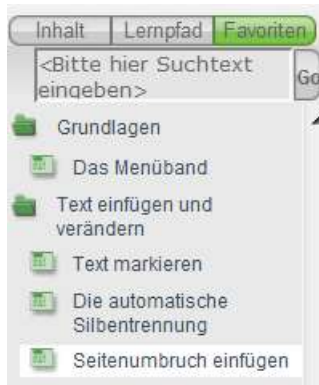 Inhalt Lernpfad Favoriten
<Bitte hier Suchtext
eingeben>
Go
Grundlagen
Das Menüband
Text einfügen und
verändern
Text markieren
Die automatische
Silbentrennung
Seitenumbruch einfügen